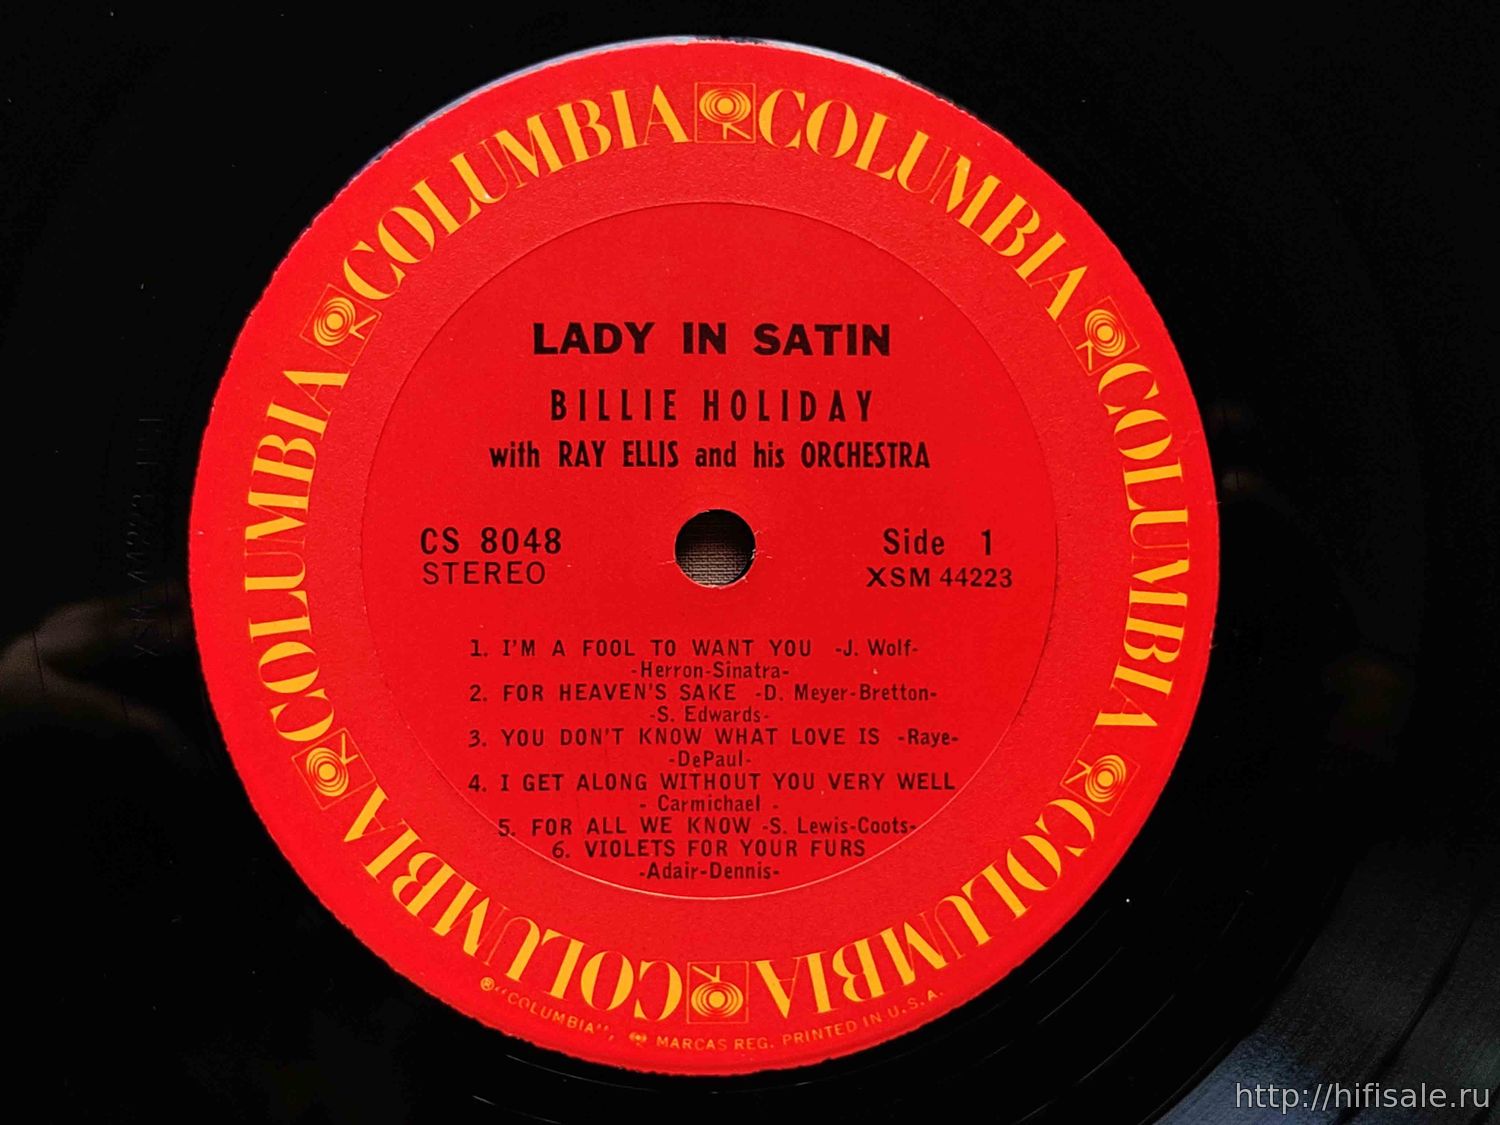 COLUMBIA COLUMBIA COLUMBIA COLUMBIA COLUMBIA COLUMBIA
LADY IN SATIN
BILLIE HOLIDAY
with RAY ELLIS and his ORCHESTRA
CS 8048
STEREO
Side 1
XSM 44223
1. I'M A FOOL TO WANT YOU -J. Wolf-
-Herron-Sinatra-
2. FOR HEAVEN'S SAKE -D. Meyer-Bretton-
-S. Edwards-
3. YOU DON'T KNOW WHAT LOVE IS -Raye-
-DePaul-
4. I GET ALONG WITHOUT YOU VERY WELL
- Carmichael -
5. FOR ALL WE KNOW -S. Lewis-Coots-
6. VIOLETS FOR YOUR FURS
-Adair-Dennis-
®"COLUMBIA", MARCAS REG. PRINTED IN U.S.A.
http://hifisale.ru